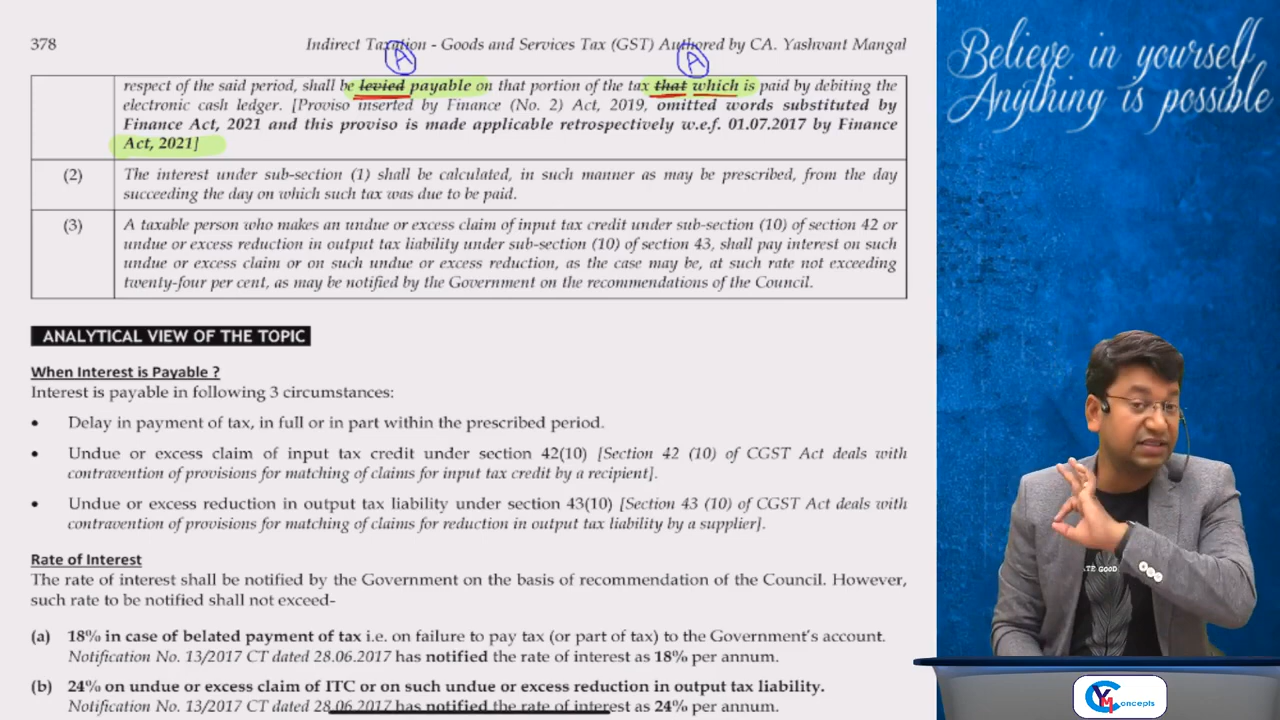 378
Indirect Taxation - Goods and Services Tax (GST) Authored by CA. Yashvant Mangal
A
A
respect of the said period, shall be levied payable on that portion of the tax that which is paid by debiting the
electronic cash ledger. [Proviso inserted by Finance (No. 2) Act, 2019, omitted words substituted by
Finance Act, 2021 and this proviso is made applicable retrospectively w.e.f. 01.07.2017 by Finance
Act, 2021]
(2) The interest under sub-section (1) shall be calculated, in such manner as may be prescribed, from the day
succeeding the day on which such tax was due to be paid.
(3) A taxable person who makes an undue or excess claim of input tax credit under sub-section (10) of section 42 or
undue or excess reduction in output tax liability under sub-section (10) of section 43, shall pay interest on such
undue or excess claim or on such undue or excess reduction, as the case may be, at such rate not exceeding
twenty-four per cent, as may be notified by the Government on the recommendations of the Council.
ANALYTICAL VIEW OF THE TOPIC
When Interest is Payable ?
Interest is payable in following 3 circumstances:
• Delay in payment of tax, in full or in part within the prescribed period.
• Undue or excess claim of input tax credit under section 42(10) [Section 42 (10) of CGST Act deals with
contravention of provisions for matching of claims for input tax credit by a recipient].
• Undue or excess reduction in output tax liability under section 43(10) [Section 43 (10) of CGST Act deals with
contravention of provisions for matching of claims for reduction in output tax liability by a supplier].
Rate of Interest
The rate of interest shall be notified by the Government on the basis of recommendation of the Council. However,
such rate to be notified shall not exceed-
(a) 18% in case of belated payment of tax i.e. on failure to pay tax (or part of tax) to the Government's account.
Notification No. 13/2017 CT dated 28.06.2017 has notified the rate of interest as 18% per annum.
(b) 24% on undue or excess claim of ITC or on such undue or excess reduction in output tax liability.
Notification No. 13/2017 CT dated 28.06.2017 has notified the rate of interest as 24% per annum.
Believe in yourself
Anything is possible
GOOD
YM Concepts